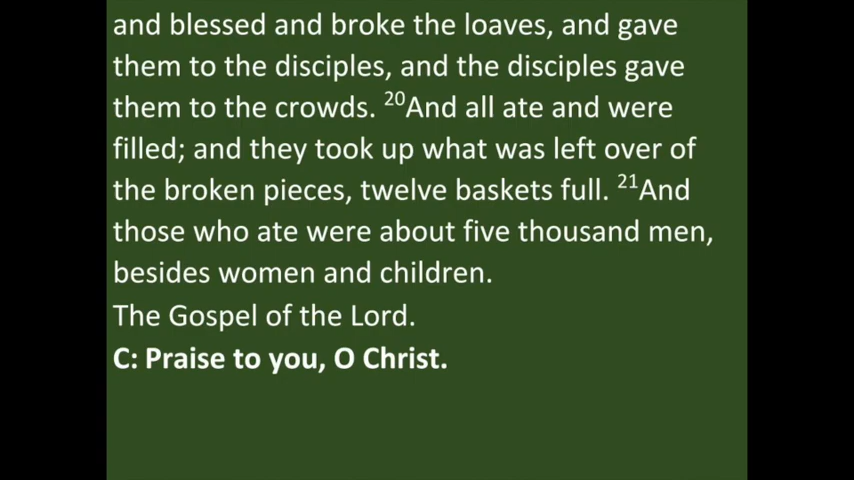 and blessed and broke the loaves, and gave
them to the disciples, and the disciples gave
them to the crowds. 20And all ate and were
filled; and they took up what was left over of
the broken pieces, twelve baskets full. 21And
those who ate were about five thousand men,
besides women and children.
The Gospel of the Lord.
C: Praise to you, O Christ.